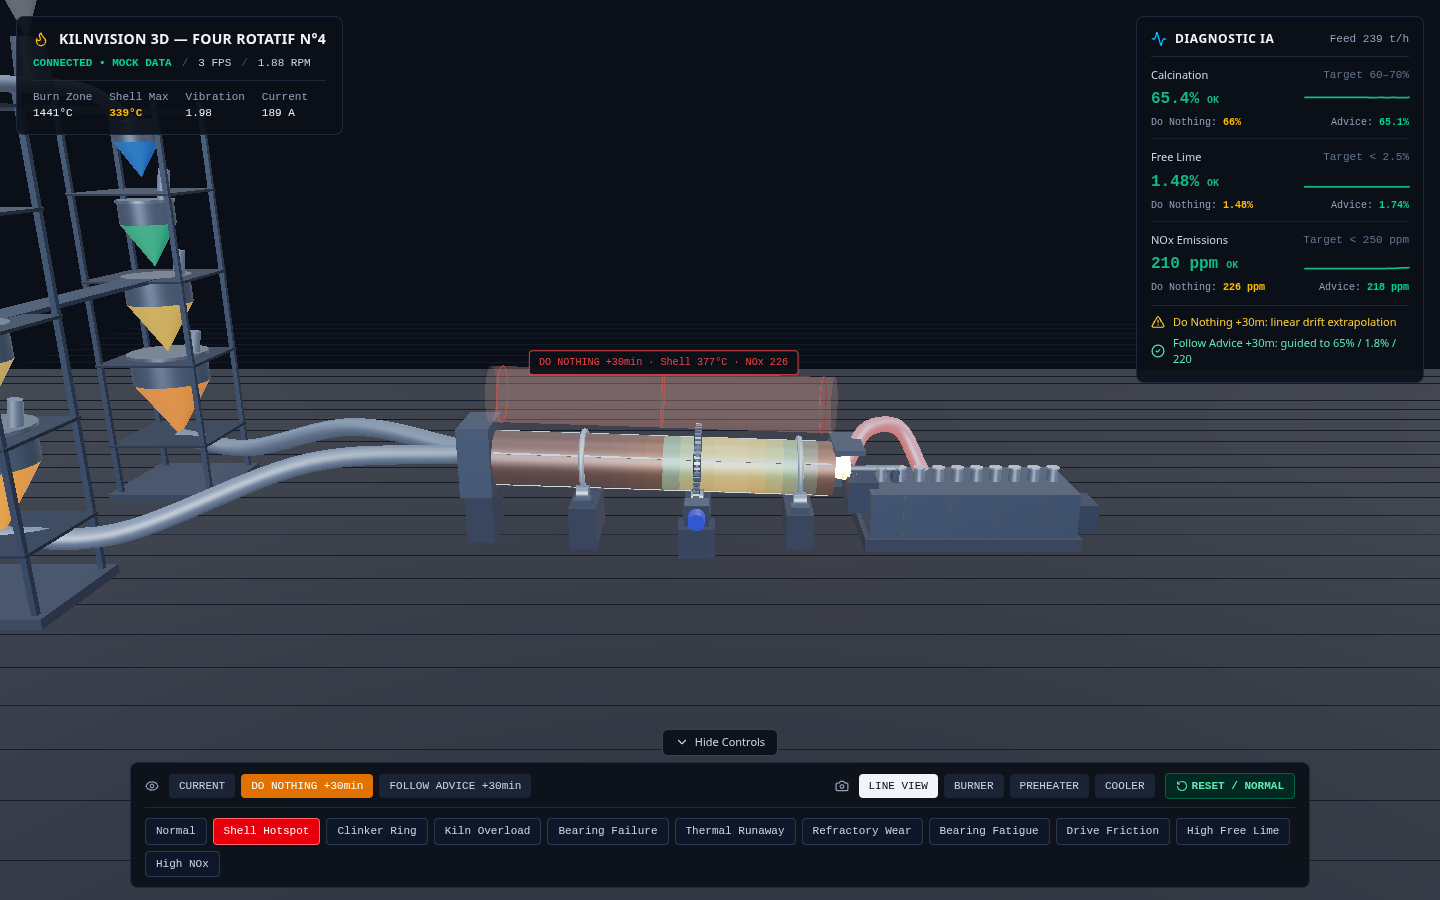 KILNVISION 3D — FOUR ROTATIF N°4
CONNECTED • MOCK DATA / 3 FPS / 1.88 RPM
Burn Zone Shell Max Vibration Current
1441°C 339°C 1.98 189 A
DIAGNOSTIC IA Feed 239 t/h
Calcination Target 60–70%
65.4% OK
Do Nothing: 66% Advice: 65.1%
Free Lime Target < 2.5%
1.48% OK
Do Nothing: 1.48% Advice: 1.74%
NOx Emissions Target < 250 ppm
210 ppm OK
Do Nothing: 226 ppm Advice: 218 ppm
Do Nothing +30m: linear drift extrapolation
Follow Advice +30m: guided to 65% / 1.8% /
220
DO NOTHING +30min · Shell 377°C · NOx 226
Hide Controls
CURRENT DO NOTHING +30min FOLLOW ADVICE +30min LINE VIEW BURNER PREHEATER COOLER RESET / NORMAL
Normal Shell Hotspot Clinker Ring Kiln Overload Bearing Failure Thermal Runaway Refractory Wear Bearing Fatigue Drive Friction High Free Lime
High NOx